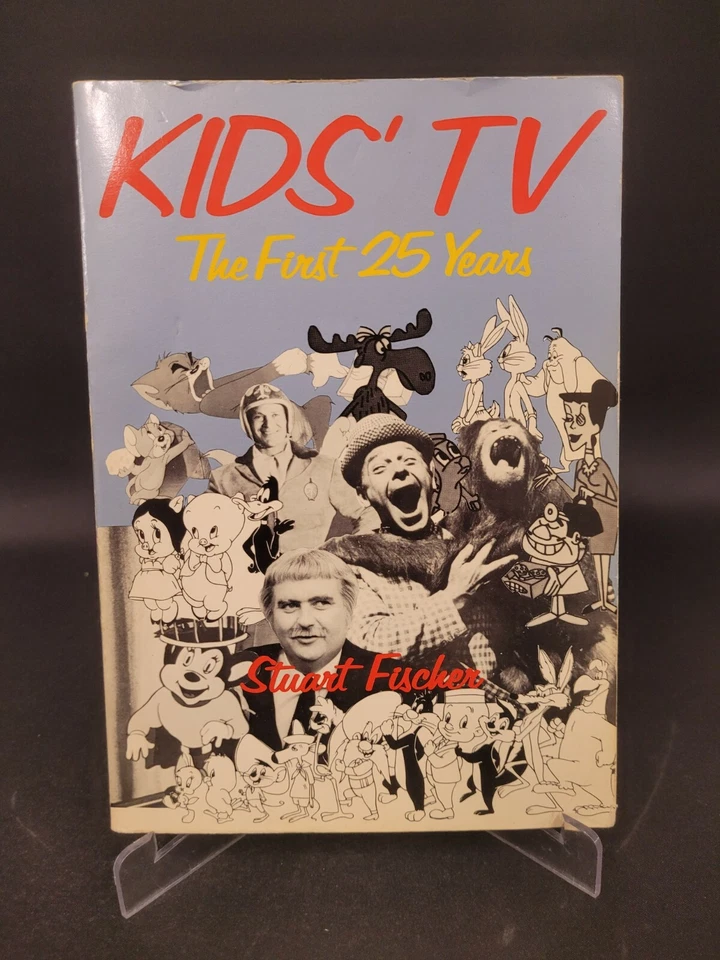 KIDS' TV
The First 25 Years
Stuart Fischer